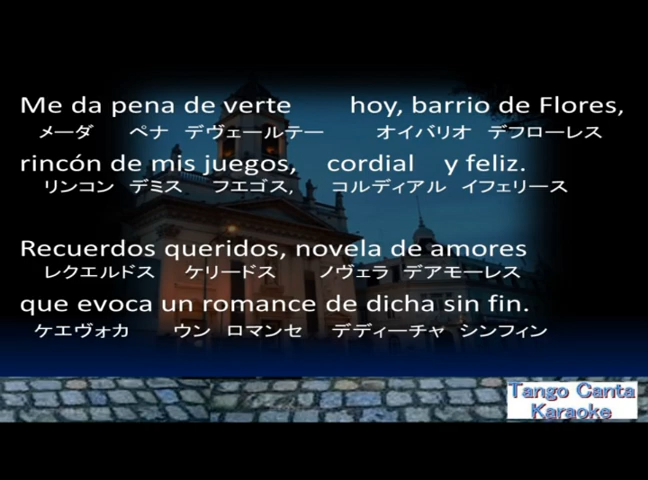 Me da pena de verte hoy, barrio de Flores,
メーダ ペナ デヴェールテー オイバリオ デフローレス
rincón de mis juegos, cordial y feliz.
リンコン デミス フエゴス, コルディアル イフェリース
Recuerdos queridos, novela de amores
レクエルドス ケリードス ノヴェラ デアモーレス
que evoca un romance de dicha sin fin.
ケエヴォカ ウン ロマンセ デディーチャ シンフィン
Tango Canta
Karaoke